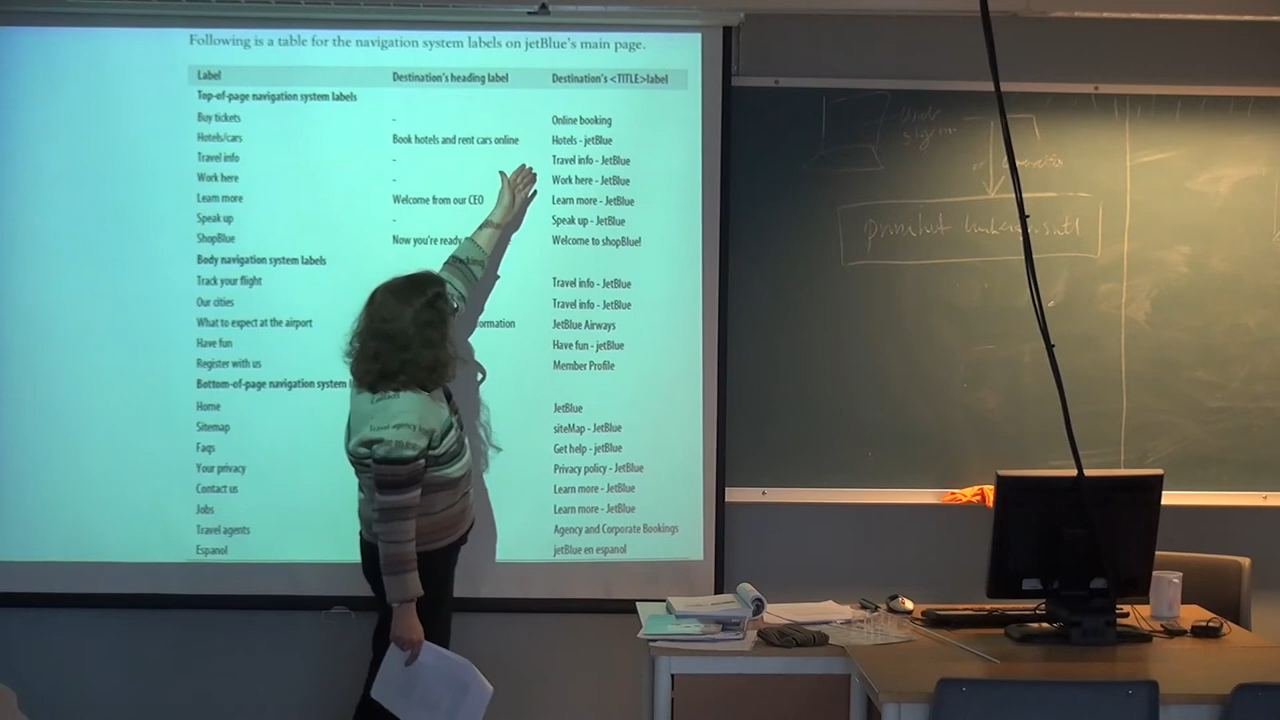 Following is a table for the navigation system labels on jetBlue's main page.
Label Destination's heading label Destination's <TITLE>label
Top-of-page navigation system labels
Buy tickets - Online booking
Hotels/cars Book hotels and rent cars online Hotels - jetBlue
Travel info - Travel info - JetBlue
Work here - Work here - JetBlue
Learn more Welcome from our CEO Learn more - JetBlue
Speak up - Speak up - JetBlue
ShopBlue Now you're ready Welcome to shopBlue!
Body navigation system labels
Track your flight Travel info - JetBlue
Our cities Travel info - JetBlue
What to expect at the airport JetBlue Airways
Have fun Have fun - jetBlue
Register with us Member Profile
Bottom-of-page navigation system
Home JetBlue
Sitemap siteMap - JetBlue
Faqs Get help - jetBlue
Your privacy Privacy policy - JetBlue
Contact us Learn more - JetBlue
Jobs Learn more - JetBlue
Travel agents Travel agency Agency and Corporate Bookings
Espanol jetBlue en espanol